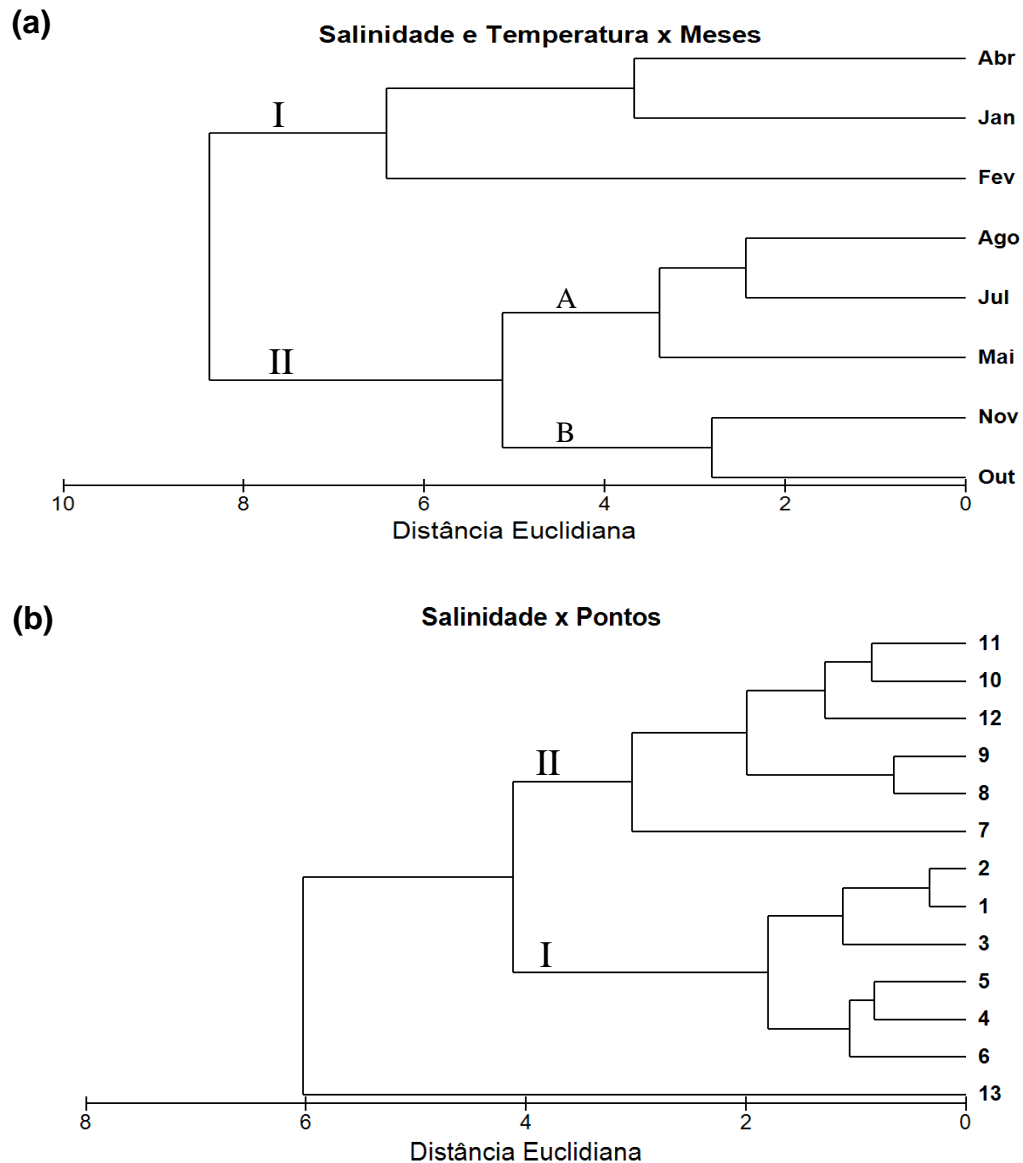 (a)
Salinidade e Temperatura x Meses
Abr
I
Jan
Fev
Ago
A
Jul
II
Mai
Nov
B
Out
10 8 6 4 2 0
Distância Euclidiana
(b)
Salinidade x Pontos
11
10
12
9
II
8
7
2
1
3
I
5
4
6
13
8 6 4 2 0
Distância Euclidiana